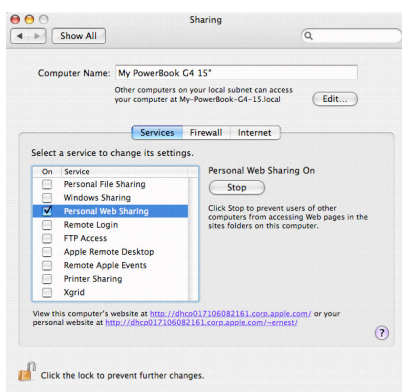 Sharing
Show All
Computer Name: My PowerBook G4 15"
Other computers on your local subnet can access
your computer at My-PowerBook-G4-15.local
Edit...
Services Firewall Internet
Select a service to change its settings.
On Service
Personal File Sharing
Windows Sharing
Personal Web Sharing
Remote Login
FTP Access
Apple Remote Desktop
Remote Apple Events
Printer Sharing
Xgrid
Personal Web Sharing On
Stop
Click Stop to prevent users of other
computers from accessing Web pages in the
sites folders on this computer.
View this computer's website at http://dhcp017106082161.corp.apple.com/ or your
personal website at http://dhcp017106082161.corp.apple.com/~ernest/
?
Click the lock to prevent further changes.